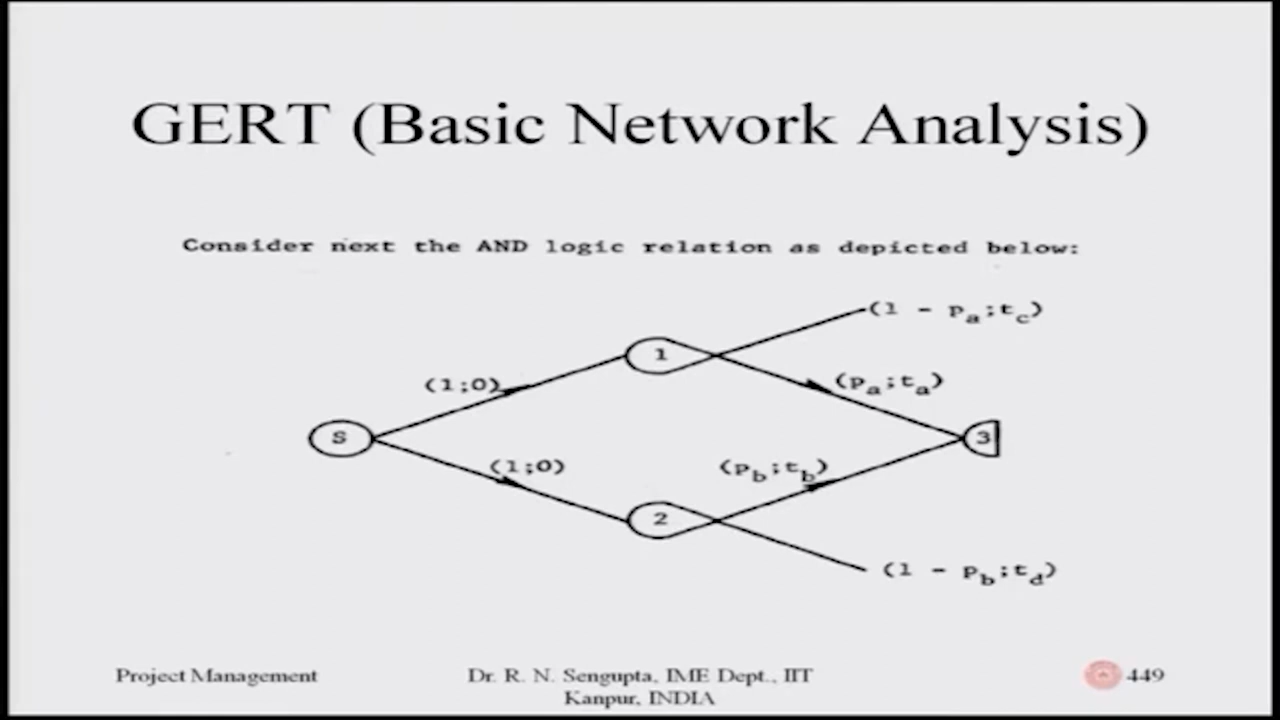 GERT (Basic Network Analysis)
Consider next the AND logic relation as depicted below:
(1 - pa;tc)
1
(1;0)
(pa;ta)
S
3
(1;0)
(pb;tb)
2
(1 - pb;td)
Project Management
Dr. R. N. Sengupta, IME Dept., IIT
Kanpur, INDIA
449